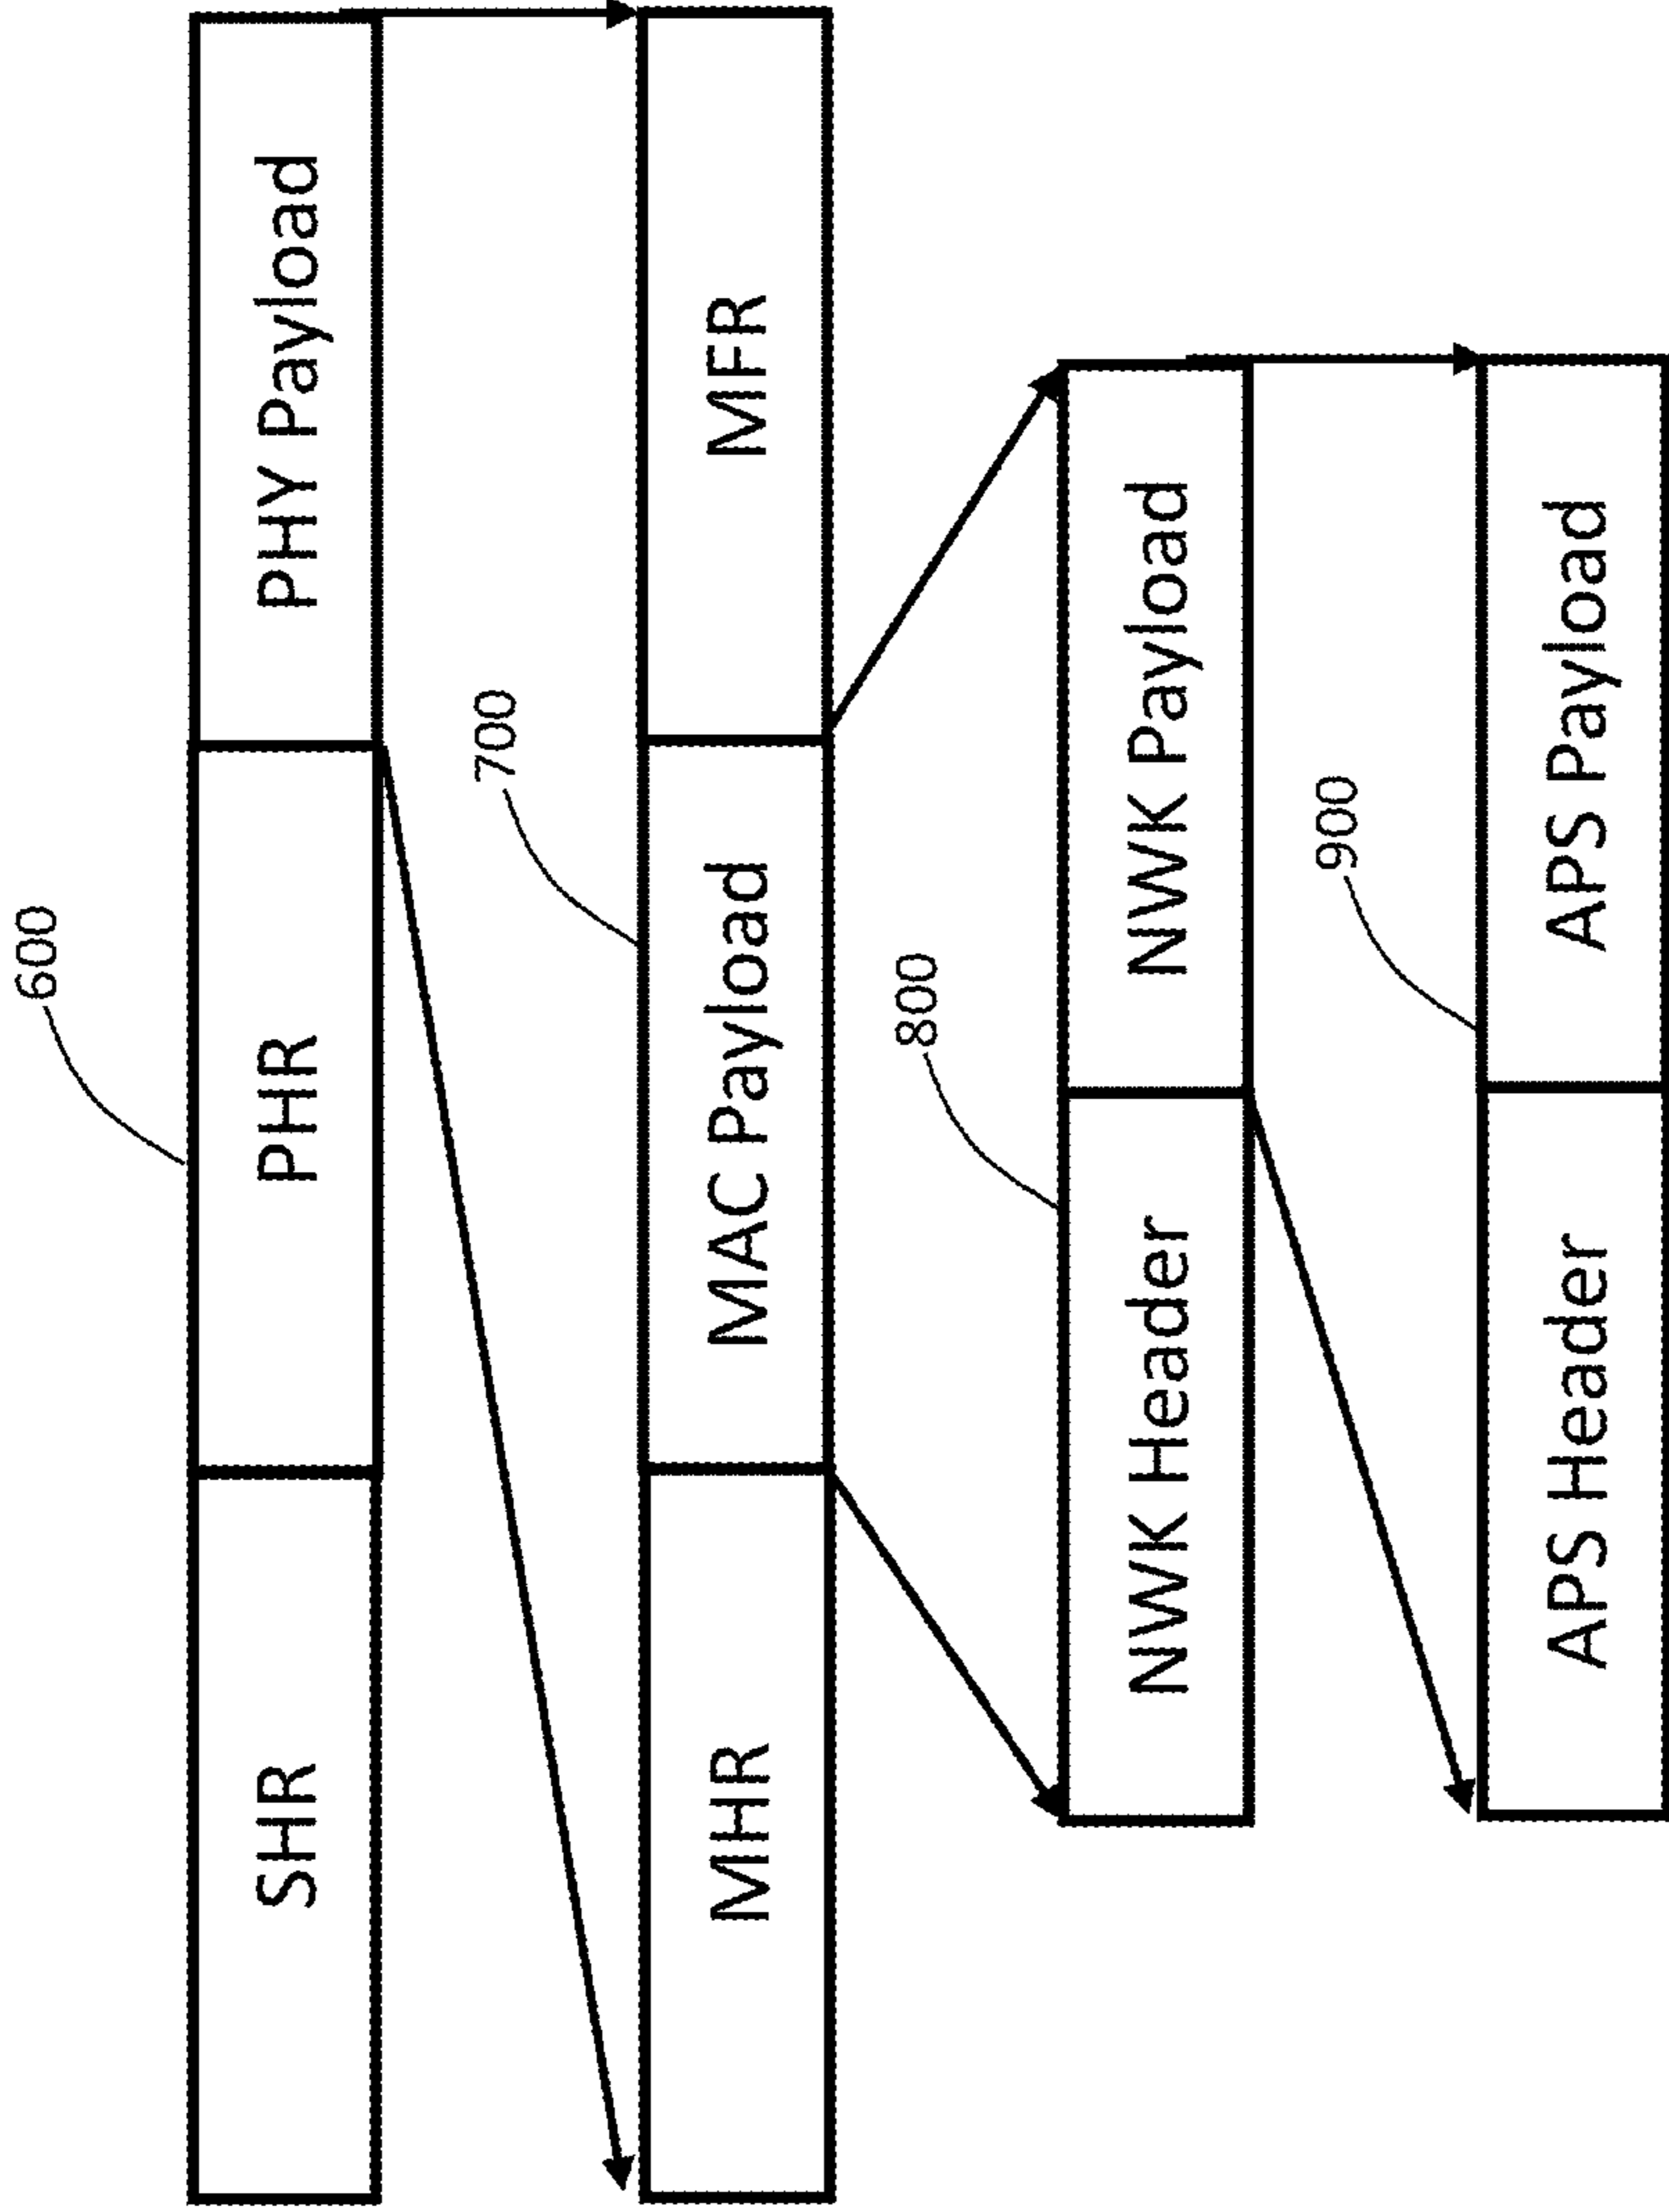 600
SHR PHR PHY Payload
700
MHR MAC Payload MFR
800
NWK Header NWK Payload
900
APS Header APS Payload